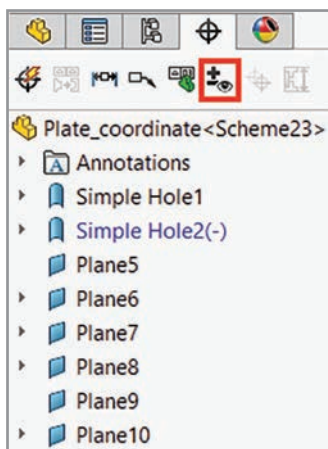 Plate_coordinate<Scheme23>
Annotations
Simple Hole1
Simple Hole2(-)
Plane5
Plane6
Plane7
Plane8
Plane9
Plane10